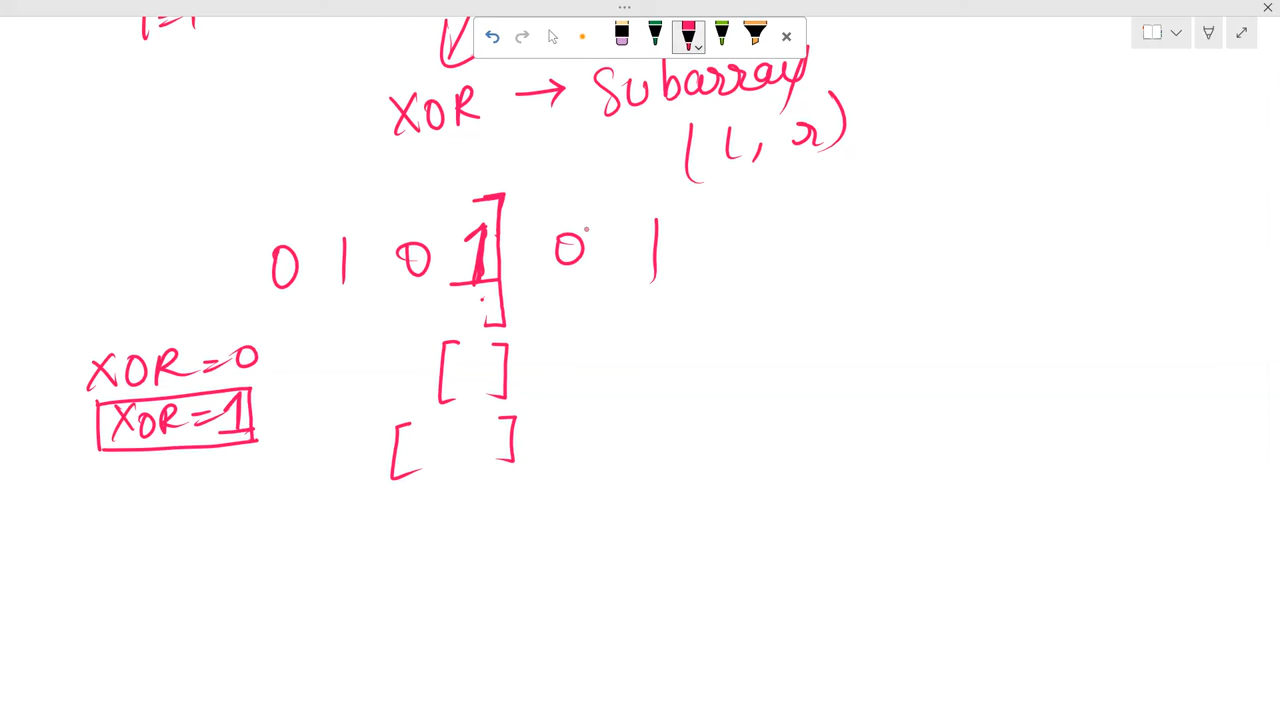 XOR → Subarray
(l, r)
0 1 0 1] 0 1
XOR=0
[ ]
XOR=1
[ ]